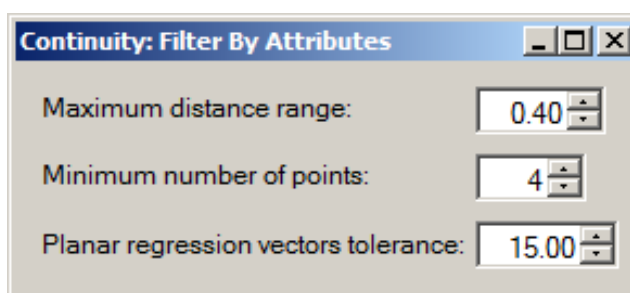 Continuity: Filter By Attributes
Maximum distance range: 0.40
Minimum number of points: 4
Planar regression vectors tolerance: 15.00